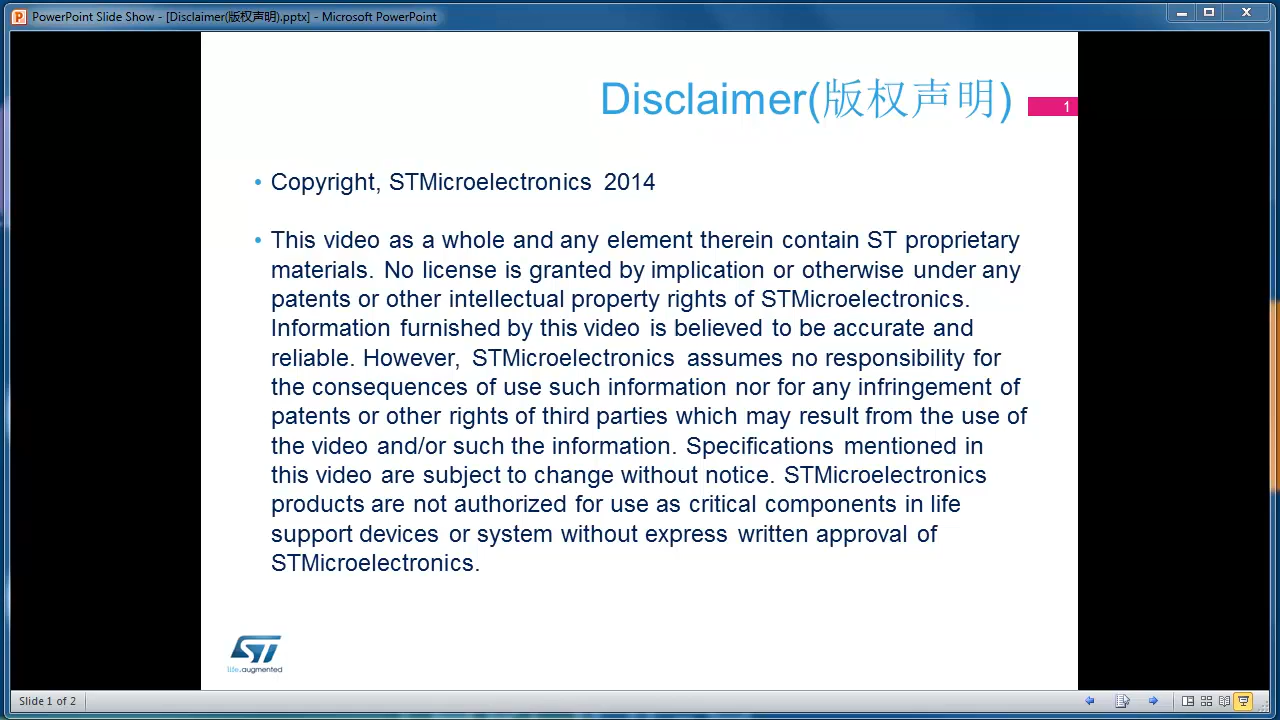 PowerPoint Slide Show - [Disclaimer(版权声明).pptx] - Microsoft PowerPoint
Disclaimer(版权声明)
1
• Copyright, STMicroelectronics 2014
• This video as a whole and any element therein contain ST proprietary
materials. No license is granted by implication or otherwise under any
patents or other intellectual property rights of STMicroelectronics.
Information furnished by this video is believed to be accurate and
reliable. However, STMicroelectronics assumes no responsibility for
the consequences of use such information nor for any infringement of
patents or other rights of third parties which may result from the use of
the video and/or such the information. Specifications mentioned in
this video are subject to change without notice. STMicroelectronics
products are not authorized for use as critical components in life
support devices or system without express written approval of
STMicroelectronics.
ST
life.augmented
Slide 1 of 2